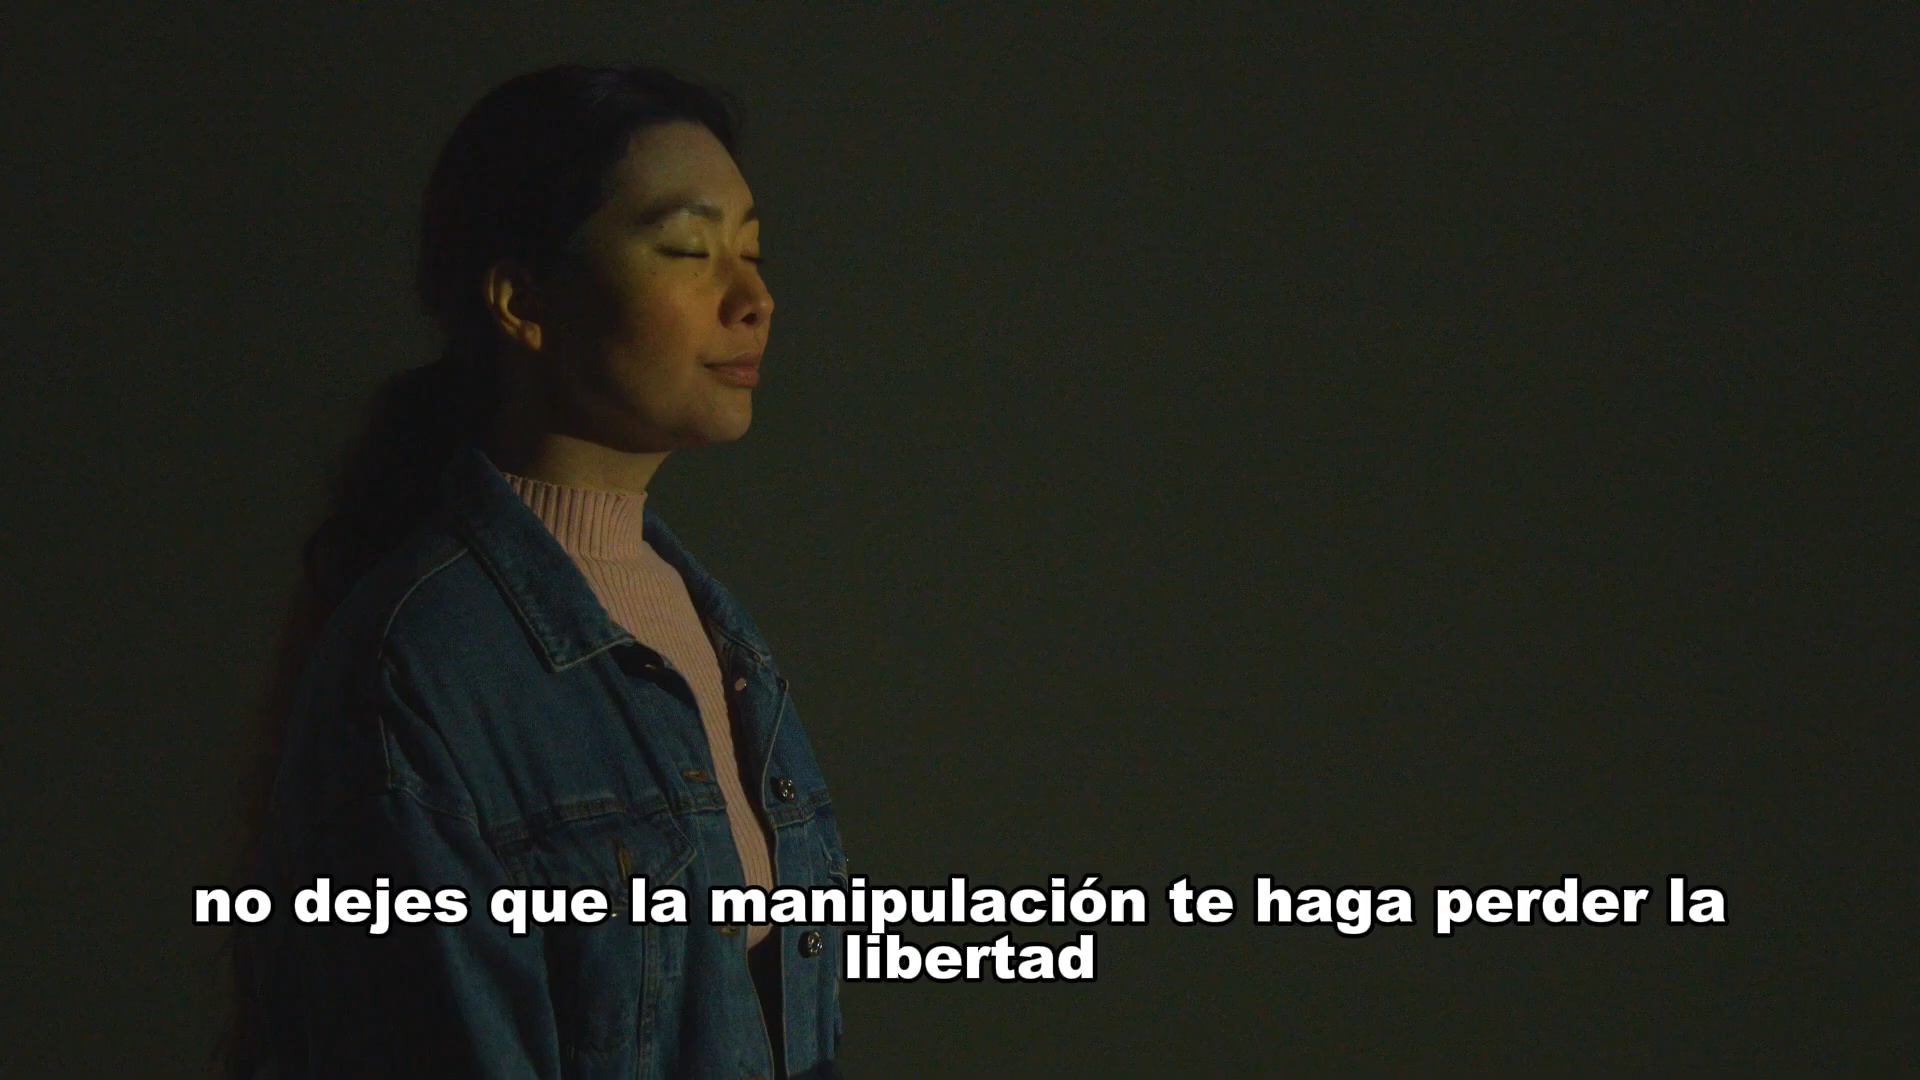 no dejes que la manipulación te haga perder la
libertad